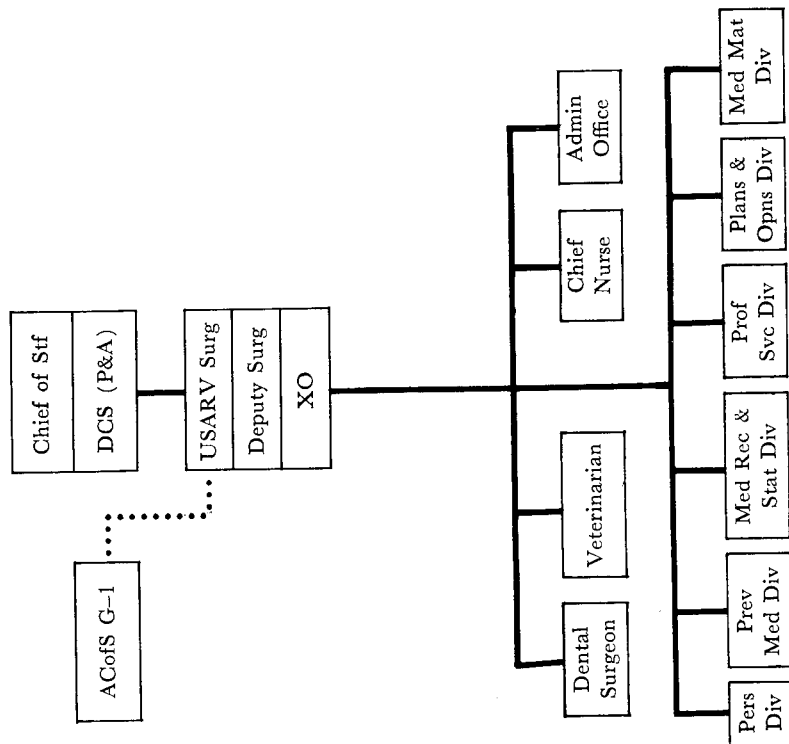 Chief of Stf
DCS (P&A)
ACofS G–1
USARV Surg
Deputy Surg
XO
Dental
Surgeon
Veterinarian
Chief
Nurse
Admin
Office
Pers
Div
Prev
Med Div
Med Rec &
Stat Div
Prof
Svc Div
Plans &
Opns Div
Med Mat
Div